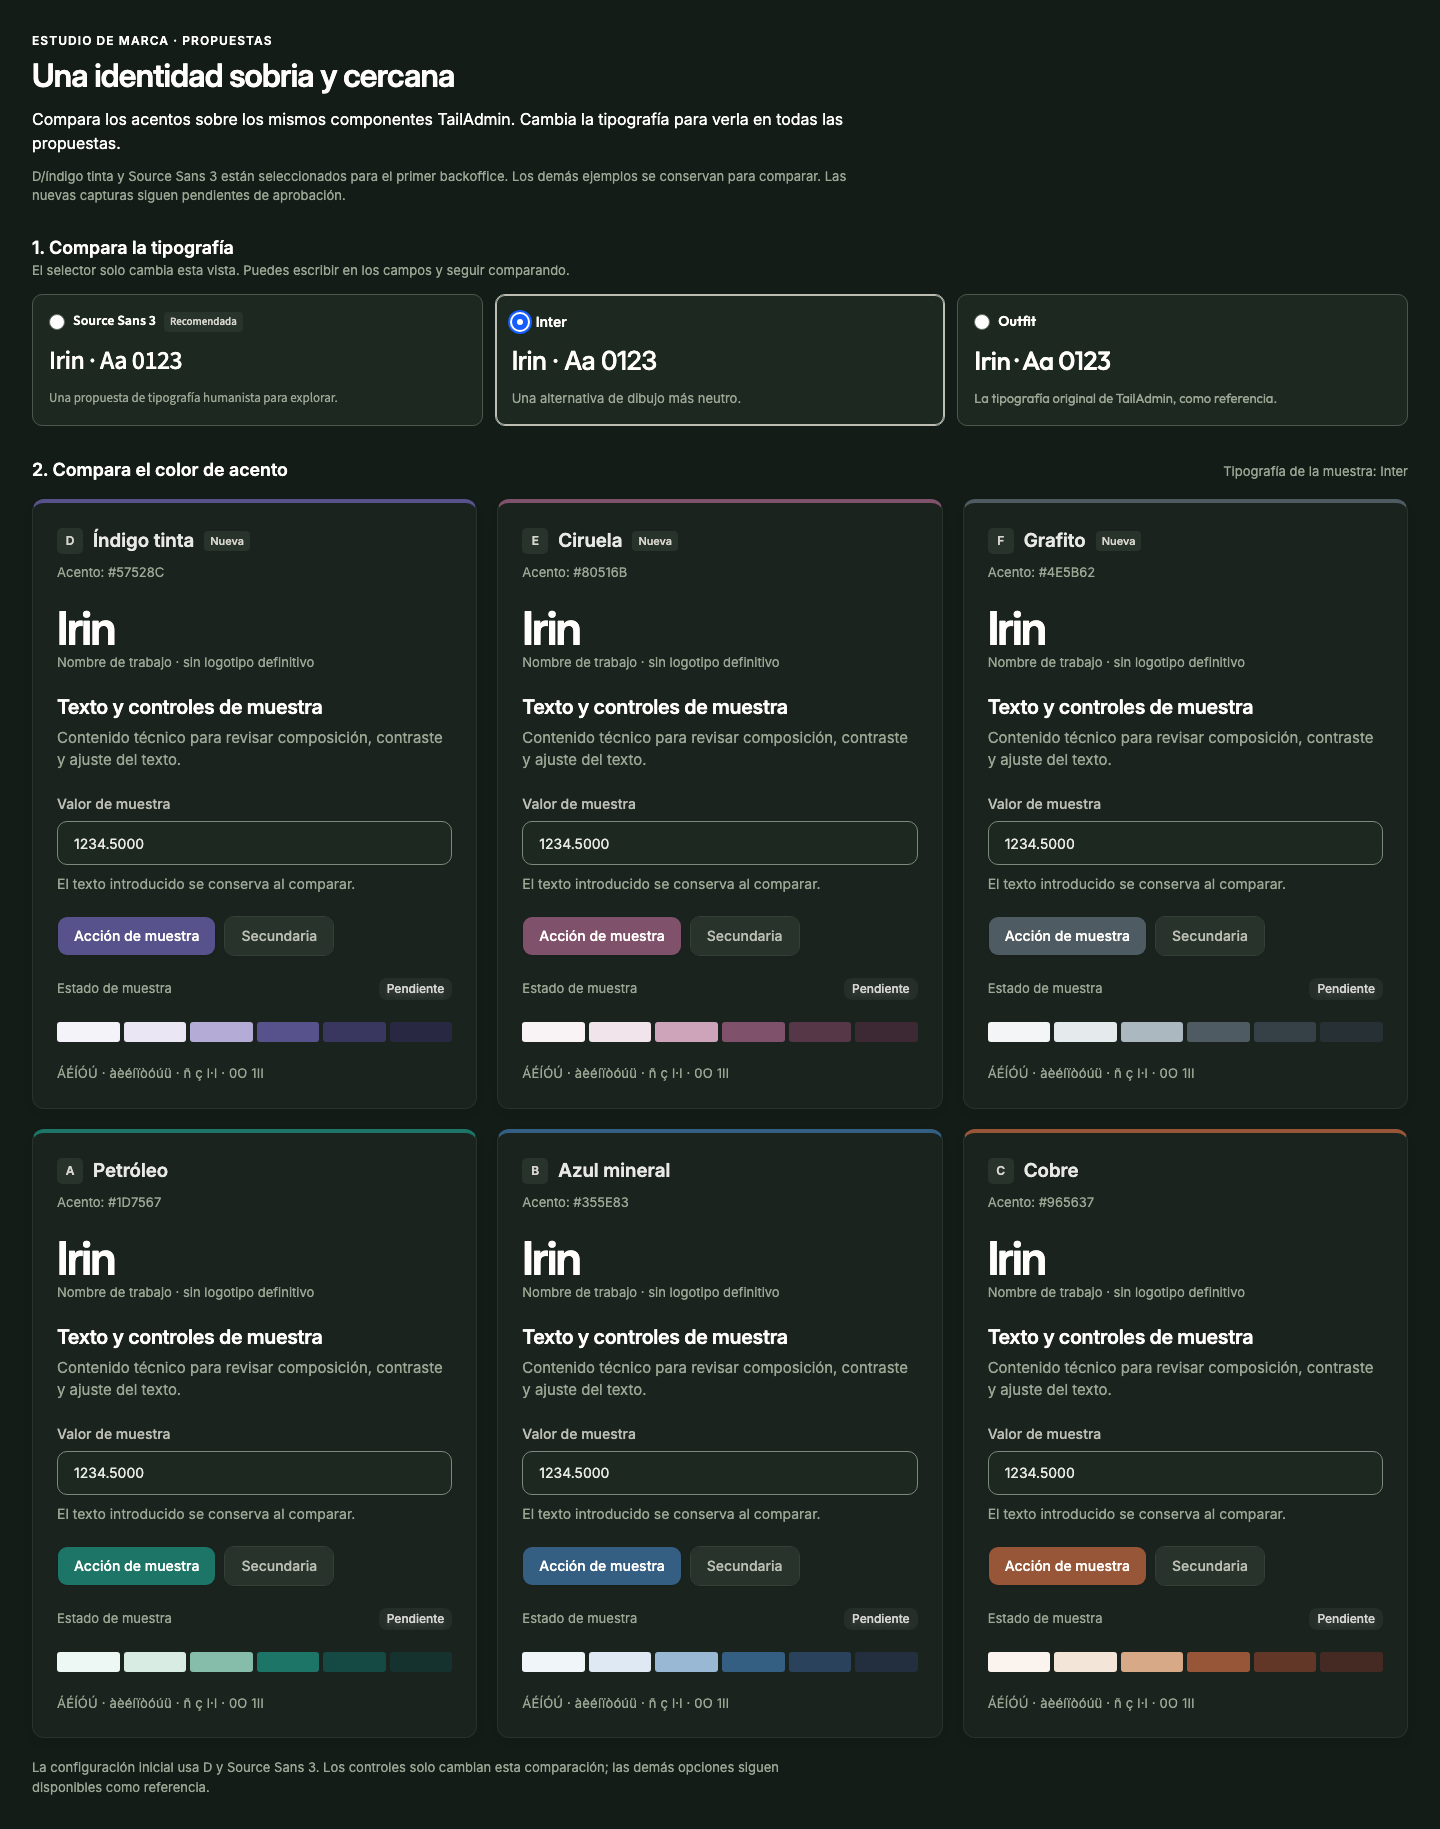 ESTUDIO DE MARCA · PROPUESTAS
Una identidad sobria y cercana
Compara los acentos sobre los mismos componentes TailAdmin. Cambia la tipografía para verla en todas las
propuestas.
D/índigo tinta y Source Sans 3 están seleccionados para el primer backoffice. Los demás ejemplos se conservan para comparar. Las
nuevas capturas siguen pendientes de aprobación.
1. Compara la tipografía
El selector solo cambia esta vista. Puedes escribir en los campos y seguir comparando.
Source Sans 3 Recomendada
Irin · Aa 0123
Una propuesta de tipografía humanista para explorar.
Inter
Irin · Aa 0123
Una alternativa de dibujo más neutro.
Outfit
Irin · Aa 0123
La tipografía original de TailAdmin, como referencia.
2. Compara el color de acento
Tipografía de la muestra: Inter
D Índigo tinta Nueva
Acento: #57528C
Irin
Nombre de trabajo · sin logotipo definitivo
Texto y controles de muestra
Contenido técnico para revisar composición, contraste
y ajuste del texto.
Valor de muestra
1234.5000
El texto introducido se conserva al comparar.
Acción de muestra Secundaria
Estado de muestra Pendiente
ÁÉÍÓÚ · àèéíïòóúü · ñ ç l·l · 0O 1Il
E Ciruela Nueva
Acento: #80516B
Irin
Nombre de trabajo · sin logotipo definitivo
Texto y controles de muestra
Contenido técnico para revisar composición, contraste
y ajuste del texto.
Valor de muestra
1234.5000
El texto introducido se conserva al comparar.
Acción de muestra Secundaria
Estado de muestra Pendiente
ÁÉÍÓÚ · àèéíïòóúü · ñ ç l·l · 0O 1Il
F Grafito Nueva
Acento: #4E5B62
Irin
Nombre de trabajo · sin logotipo definitivo
Texto y controles de muestra
Contenido técnico para revisar composición, contraste
y ajuste del texto.
Valor de muestra
1234.5000
El texto introducido se conserva al comparar.
Acción de muestra Secundaria
Estado de muestra Pendiente
ÁÉÍÓÚ · àèéíïòóúü · ñ ç l·l · 0O 1Il
A Petróleo
Acento: #1D7567
Irin
Nombre de trabajo · sin logotipo definitivo
Texto y controles de muestra
Contenido técnico para revisar composición, contraste
y ajuste del texto.
Valor de muestra
1234.5000
El texto introducido se conserva al comparar.
Acción de muestra Secundaria
Estado de muestra Pendiente
ÁÉÍÓÚ · àèéíïòóúü · ñ ç l·l · 0O 1Il
B Azul mineral
Acento: #355E83
Irin
Nombre de trabajo · sin logotipo definitivo
Texto y controles de muestra
Contenido técnico para revisar composición, contraste
y ajuste del texto.
Valor de muestra
1234.5000
El texto introducido se conserva al comparar.
Acción de muestra Secundaria
Estado de muestra Pendiente
ÁÉÍÓÚ · àèéíïòóúü · ñ ç l·l · 0O 1Il
C Cobre
Acento: #965637
Irin
Nombre de trabajo · sin logotipo definitivo
Texto y controles de muestra
Contenido técnico para revisar composición, contraste
y ajuste del texto.
Valor de muestra
1234.5000
El texto introducido se conserva al comparar.
Acción de muestra Secundaria
Estado de muestra Pendiente
ÁÉÍÓÚ · àèéíïòóúü · ñ ç l·l · 0O 1Il
La configuración inicial usa D y Source Sans 3. Los controles solo cambian esta comparación; las demás opciones siguen
disponibles como referencia.